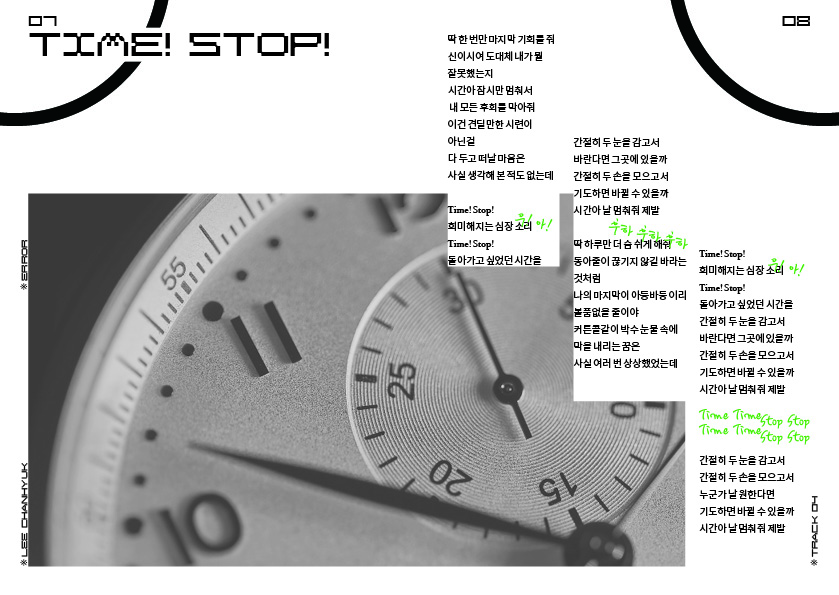 07
TIME! STOP!
08
딱 한 번만 마지막 기회를 줘
신이시여 도대체 내가 뭘
잘못했는지
시간아 잠시만 멈춰서
내 모든 후회를 막아줘
이건 견딜만한 시련이
아닌걸
다 두고 떠날 마음은
사실 생각해 본 적도 없는데
Time! Stop!
희미해지는 심장 소리
워 아!
Time! Stop!
돌아가고 싶었던 시간을
간절히 두 눈을 감고서
바란다면 그곳에 있을까
간절히 두 손을 모으고서
기도하면 바뀔 수 있을까
시간아 날 멈춰줘 제발
후하 후하 후하
딱 하루만 더 숨 쉬게 해줘
동아줄이 끊기지 않길 바라는
것처럼
나의 마지막이 아등바등 이리
볼품없을 줄이야
커튼콜같이 박수 눈물 속에
막을 내리는 꿈은
사실 여러 번 상상했었는데
Time! Stop!
희미해지는 심장 소리
워 아!
Time! Stop!
돌아가고 싶었던 시간을
간절히 두 눈을 감고서
바란다면 그곳에 있을까
간절히 두 손을 모으고서
기도하면 바뀔 수 있을까
시간아 날 멈춰줘 제발
Time Time Stop Stop
Time Time Stop Stop
간절히 두 눈을 감고서
간절히 두 손을 모으고서
누군가 날 원한다면
기도하면 바뀔 수 있을까
시간아 날 멈춰줘 제발
※ERROR
※LEE CHANHYUK
※TRACK 04
55
11
10
30
25
20
15